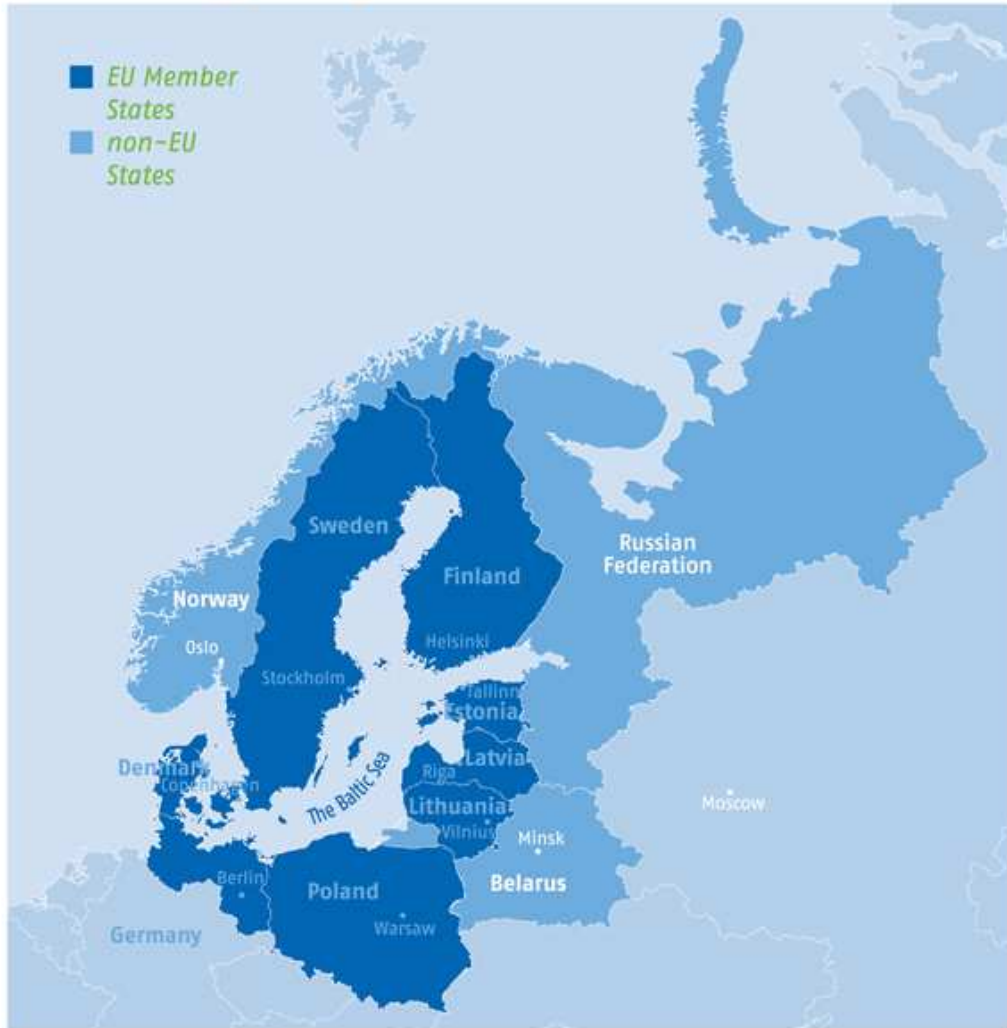 EU Member
States
non-EU
States
Sweden
Finland
Russian
Federation
Norway
Oslo
Helsinki
Stockholm
Tallinn
Estonia
Denmark
Copenhagen
The Baltic Sea
Latvia
Riga
Lithuania
Vilnius
Moscow
Minsk
Belarus
Berlin
Poland
Warsaw
Germany